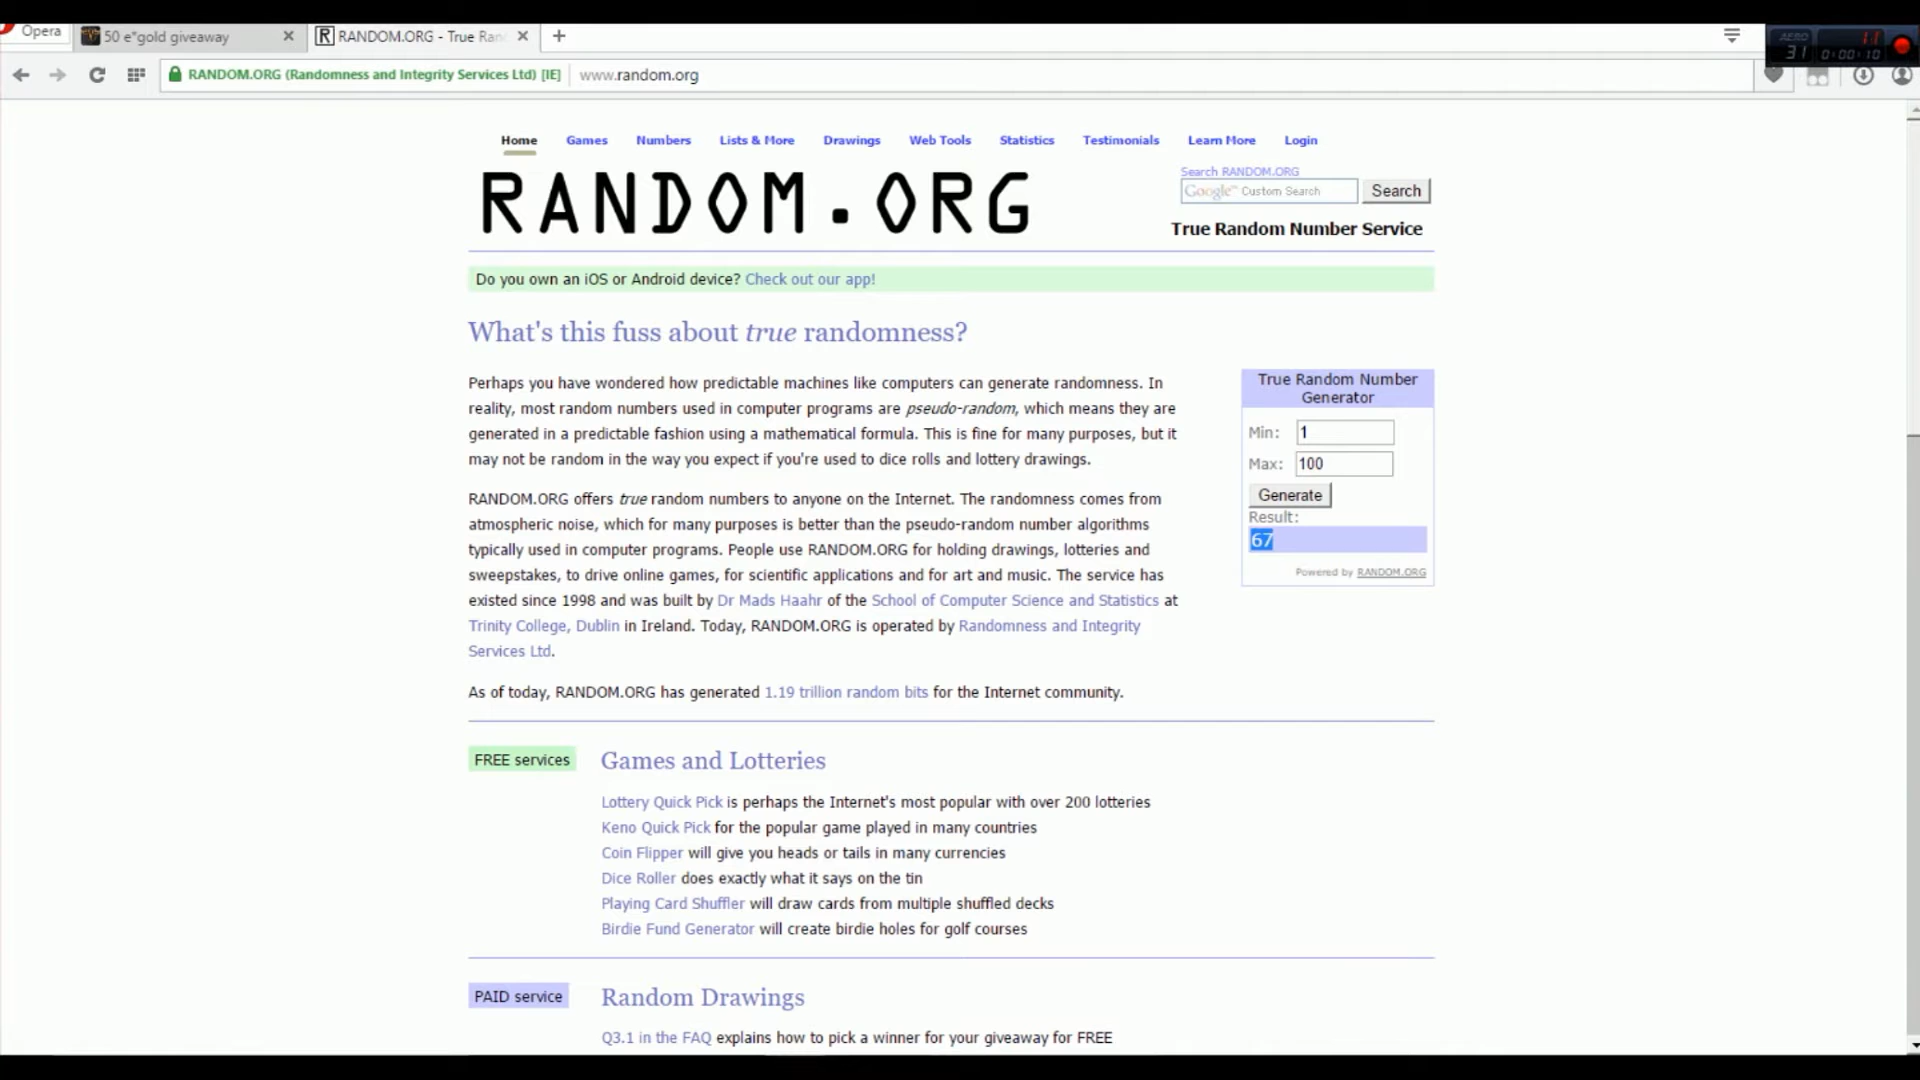 Opera
50 e*gold giveaway
RANDOM.ORG - True Ran
AERO
31
0:00:10
RANDOM.ORG (Randomness and Integrity Services Ltd) [IE]
www.random.org
Home Games Numbers Lists & More Drawings Web Tools Statistics Testimonials Learn More Login
RANDOM.ORG
Search RANDOM.ORG
Google™ Custom Search
Search
True Random Number Service
Do you own an iOS or Android device? Check out our app!
What's this fuss about true randomness?
Perhaps you have wondered how predictable machines like computers can generate randomness. In
reality, most random numbers used in computer programs are pseudo-random, which means they are
generated in a predictable fashion using a mathematical formula. This is fine for many purposes, but it
may not be random in the way you expect if you're used to dice rolls and lottery drawings.
RANDOM.ORG offers true random numbers to anyone on the Internet. The randomness comes from
atmospheric noise, which for many purposes is better than the pseudo-random number algorithms
typically used in computer programs. People use RANDOM.ORG for holding drawings, lotteries and
sweepstakes, to drive online games, for scientific applications and for art and music. The service has
existed since 1998 and was built by Dr Mads Haahr of the School of Computer Science and Statistics at
Trinity College, Dublin in Ireland. Today, RANDOM.ORG is operated by Randomness and Integrity
Services Ltd.
As of today, RANDOM.ORG has generated 1.19 trillion random bits for the Internet community.
True Random Number
Generator
Min: 1
Max: 100
Generate
Result:
67
Powered by RANDOM.ORG
FREE services
Games and Lotteries
Lottery Quick Pick is perhaps the Internet's most popular with over 200 lotteries
Keno Quick Pick for the popular game played in many countries
Coin Flipper will give you heads or tails in many currencies
Dice Roller does exactly what it says on the tin
Playing Card Shuffler will draw cards from multiple shuffled decks
Birdie Fund Generator will create birdie holes for golf courses
PAID service
Random Drawings
Q3.1 in the FAQ explains how to pick a winner for your giveaway for FREE